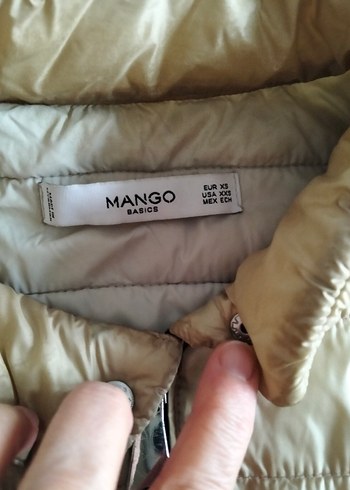 MANGO
BASICS
EUR XS
USA XXS
MEX ECH